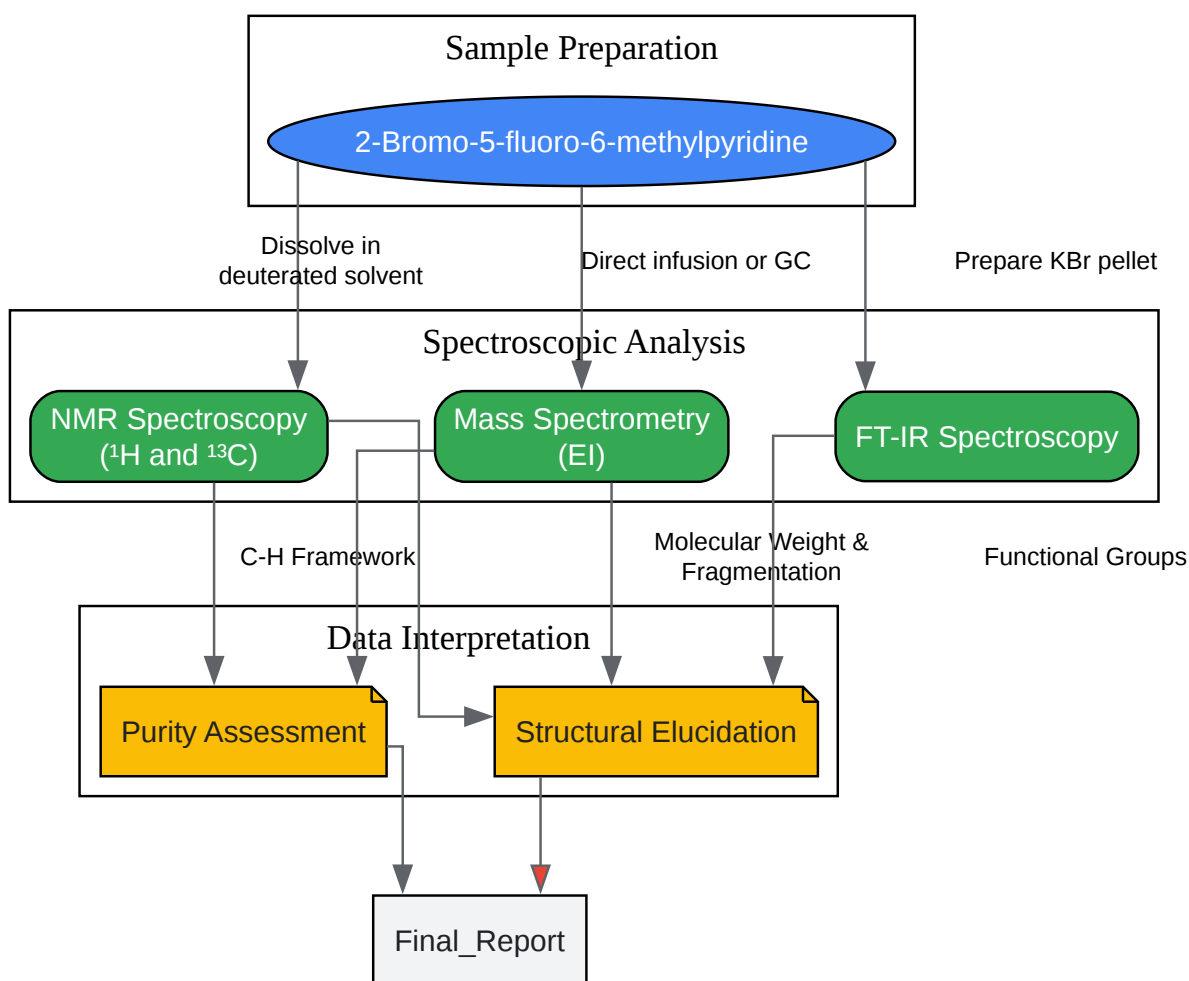 Sample Preparation
2-Bromo-5-fluoro-6-methylpyridine
Dissolve in
deuterated solvent
Direct infusion or GC
Prepare KBr pellet
Spectroscopic Analysis
NMR Spectroscopy
(¹H and ¹³C)
Mass Spectrometry
(EI)
FT-IR Spectroscopy
C-H Framework
Molecular Weight &
Fragmentation
Functional Groups
Data Interpretation
Purity Assessment
Structural Elucidation
Final_Report